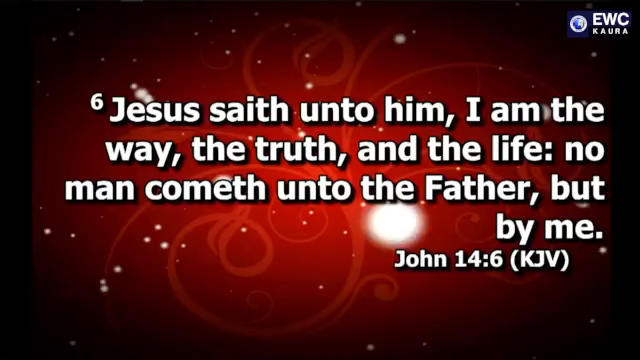 EWC
KAURA
6 Jesus saith unto him, I am the
way, the truth, and the life: no
man cometh unto the Father, but
by me.
John 14:6 (KJV)